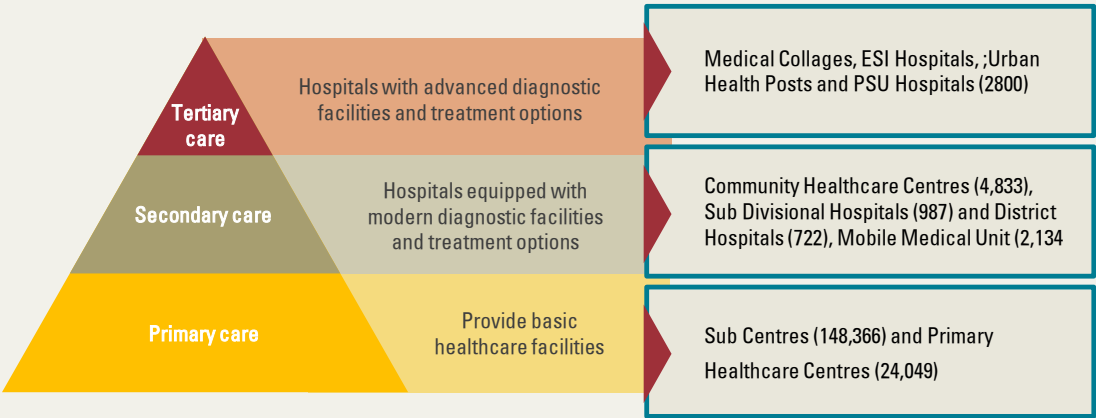 Tertiary
care
Hospitals with advanced diagnostic
facilities and treatment options
Medical Collages, ESI Hospitals, ;Urban
Health Posts and PSU Hospitals (2800)
Secondary care
Hospitals equipped with
modern diagnostic facilities
and treatment options
Community Healthcare Centres (4,833),
Sub Divisional Hospitals (987) and District
Hospitals (722), Mobile Medical Unit (2,134
Primary care
Provide basic
healthcare facilities
Sub Centres (148,366) and Primary
Healthcare Centres (24,049)